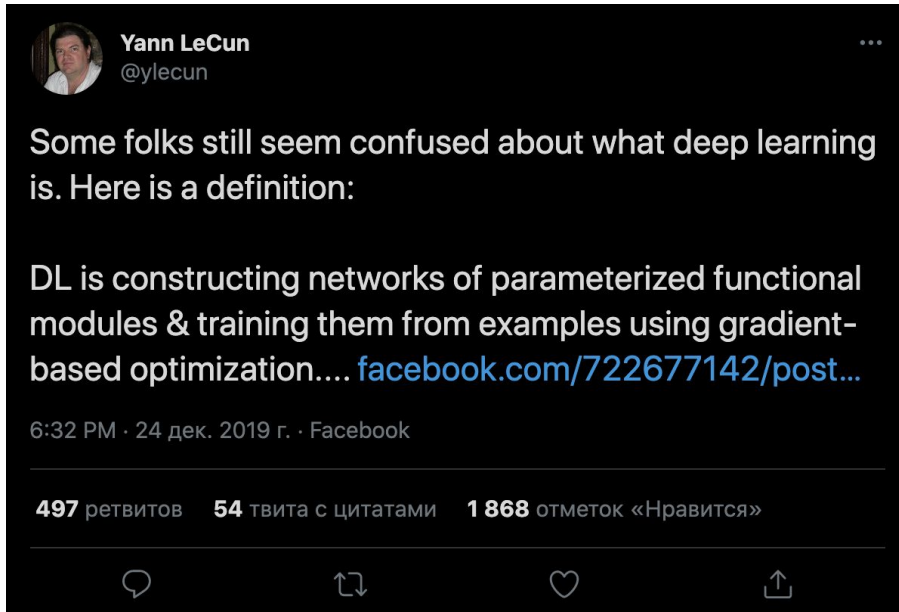 Yann LeCun
@ylecun
Some folks still seem confused about what deep learning
is. Here is a definition:
DL is constructing networks of parameterized functional
modules & training them from examples using gradient-
based optimization.... facebook.com/722677142/post...
6:32 PM · 24 дек. 2019 г. · Facebook
497 ретвитов 54 твита с цитатами 1 868 отметок «Нравится»